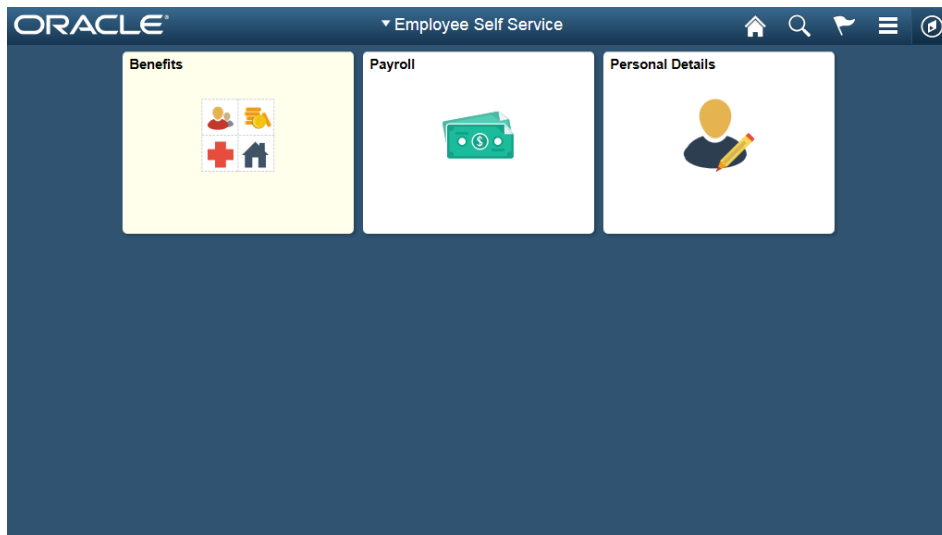 ORACLE®
Employee Self Service
Benefits
Payroll
Personal Details
$